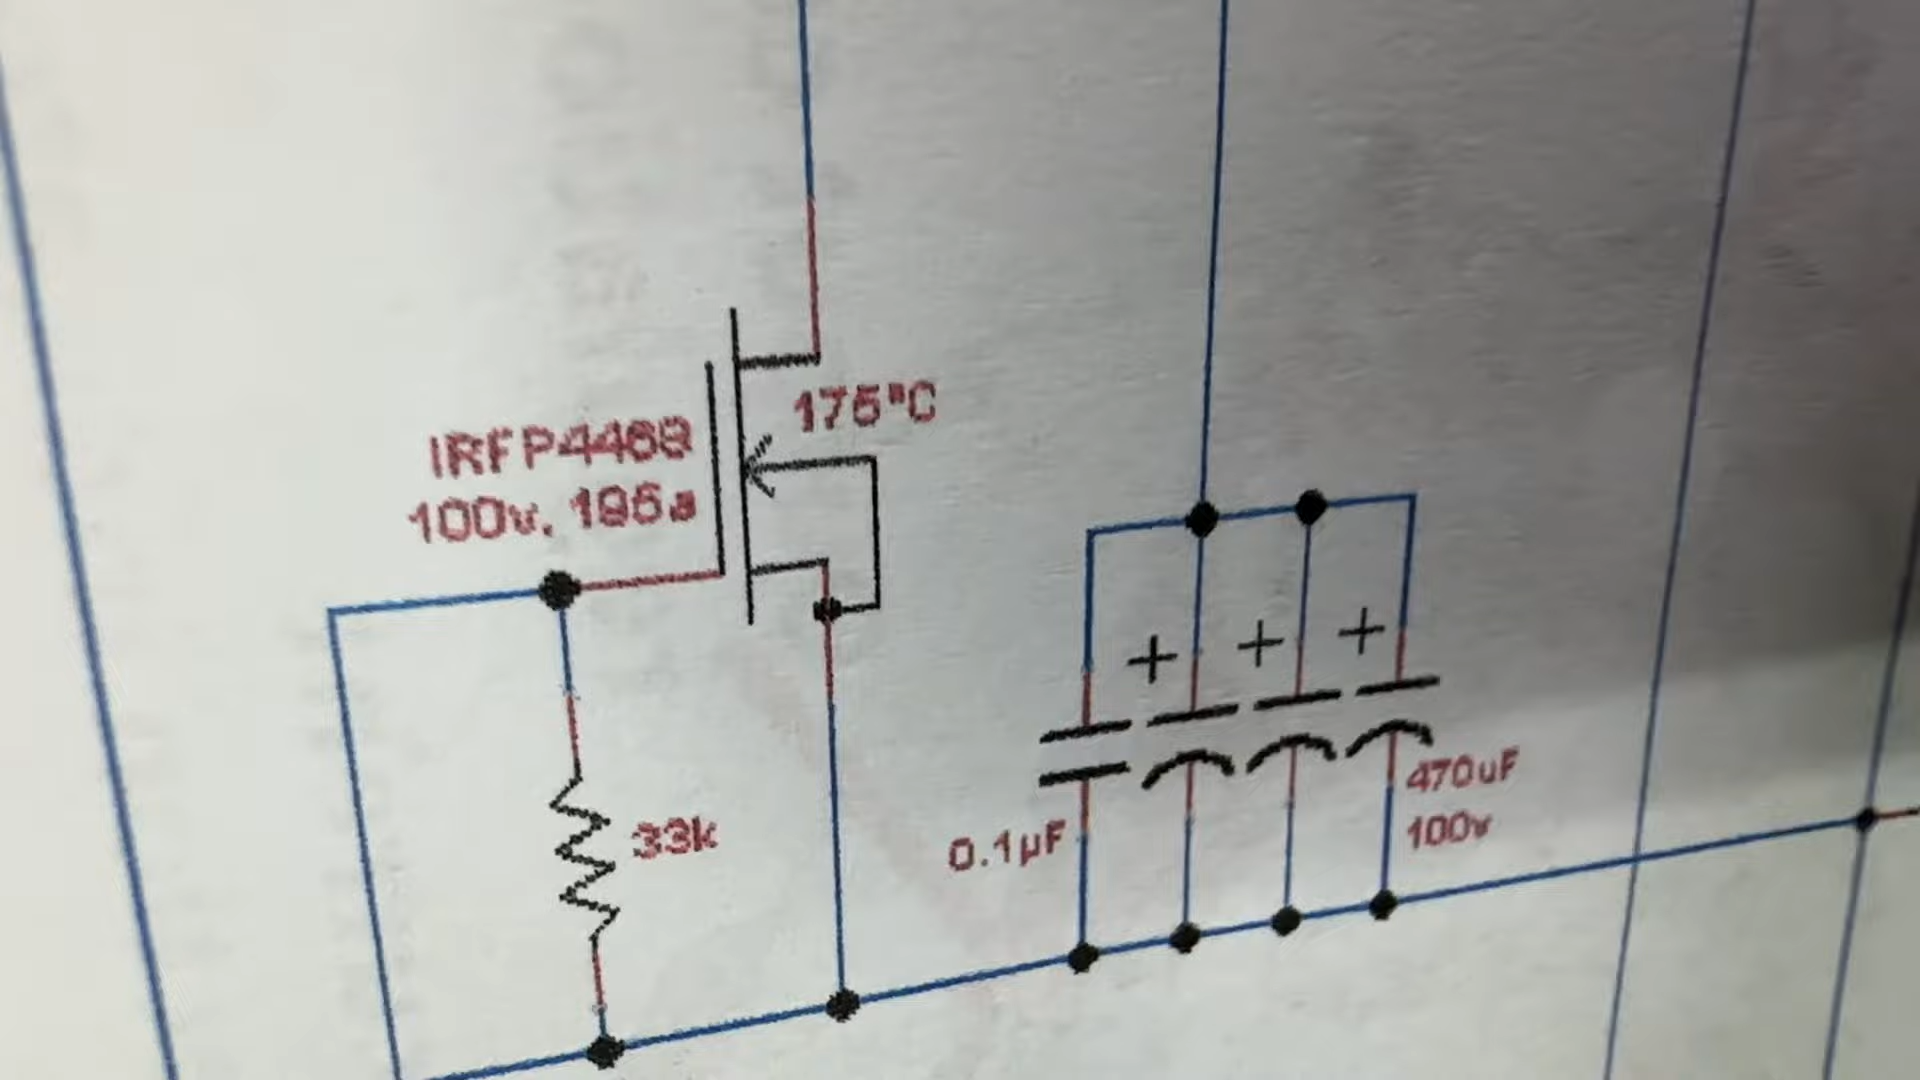 175°C
IRFP4468
100v, 195a
33k
0.1µF
470uF
100v
+
+
+